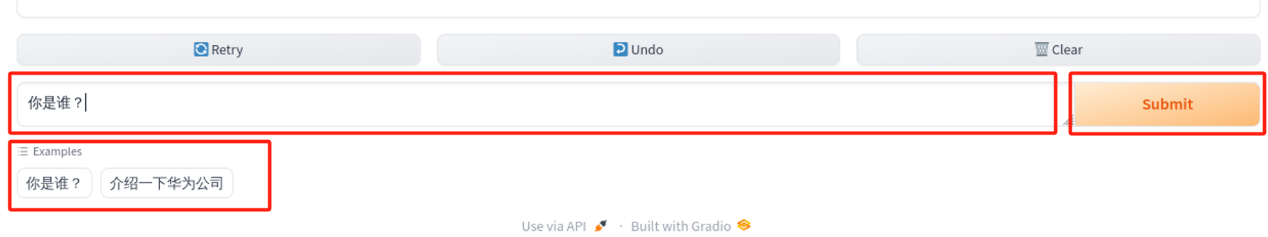 Retry Undo Clear
你是谁？ Submit
Examples
你是谁？ 介绍一下华为公司
Use via API · Built with Gradio